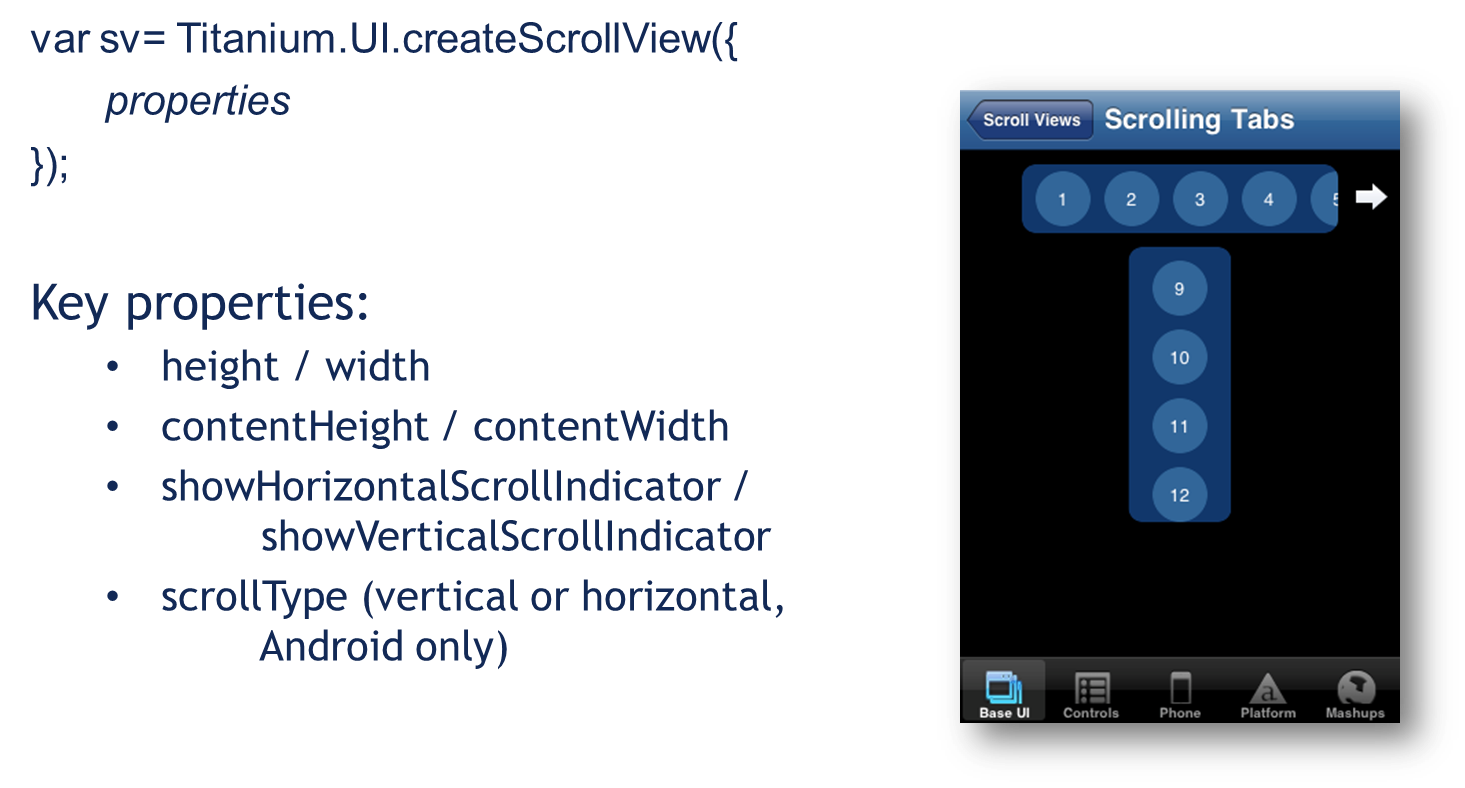 var sv= Titanium.UI.createScrollView({
properties
});
Key properties:
• height / width
• contentHeight / contentWidth
• showHorizontalScrollIndicator /
showVerticalScrollIndicator
• scrollType (vertical or horizontal,
Android only)
Scroll Views Scrolling Tabs
1 2 3 4 5
9
10
11
12
Base UI Controls Phone Platform Mashups